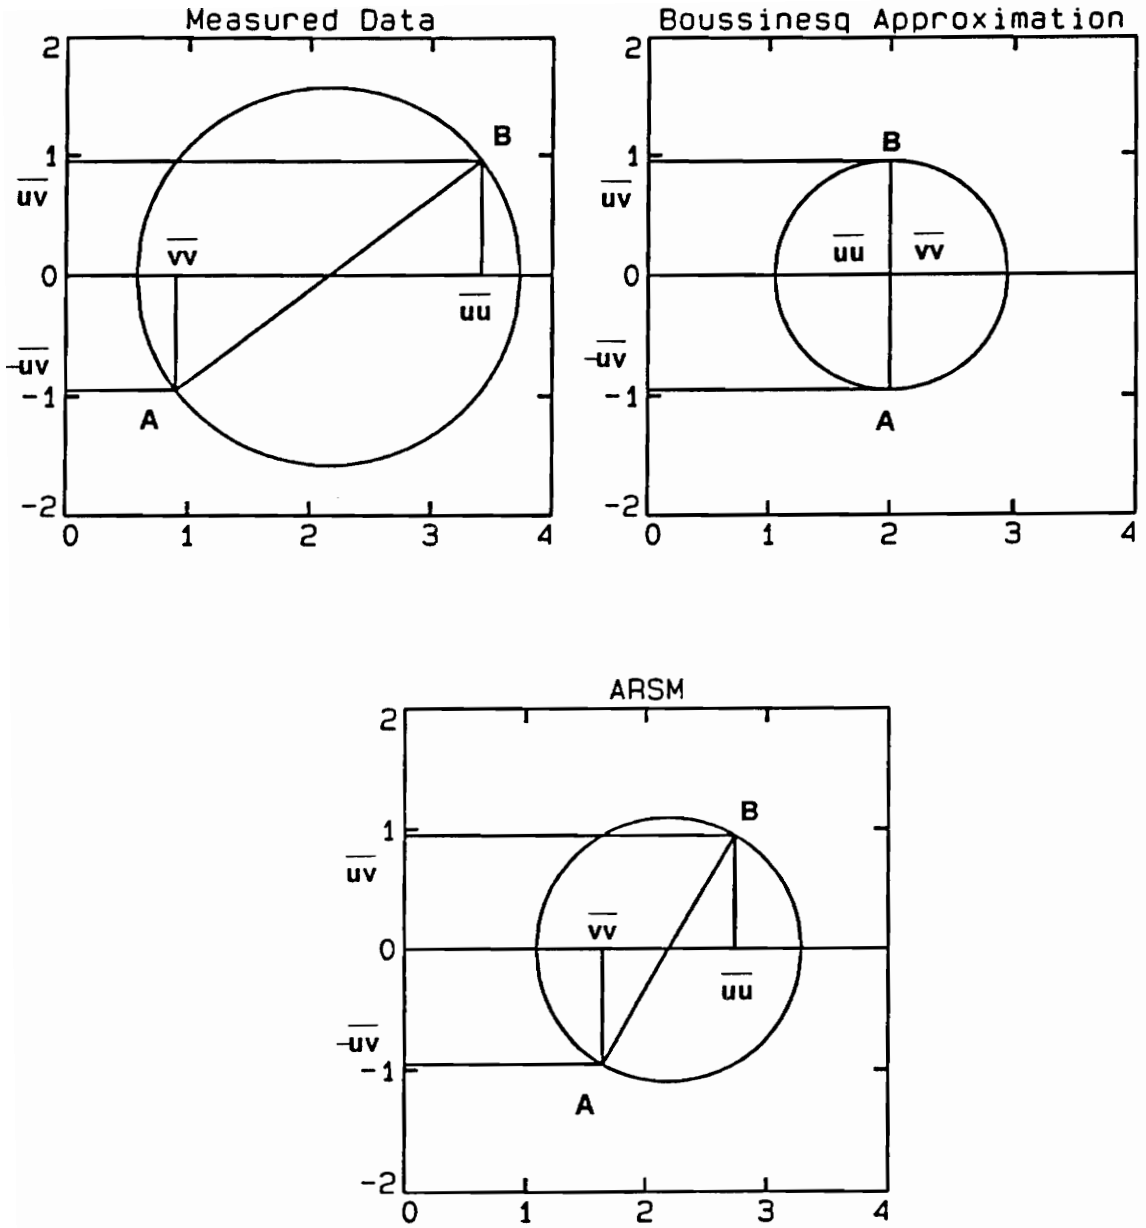 Measured Data
2
B
1
uv
vv
0
uu
-uv
-1
A
-2
0 1 2 3 4
Boussinesq Approximation
2
B
1
uv
uu vv
0
-uv
-1
A
-2
0 1 2 3 4
ARSM
2
B
1
uv
vv
0
uu
-uv
-1
A
-2
0 1 2 3 4